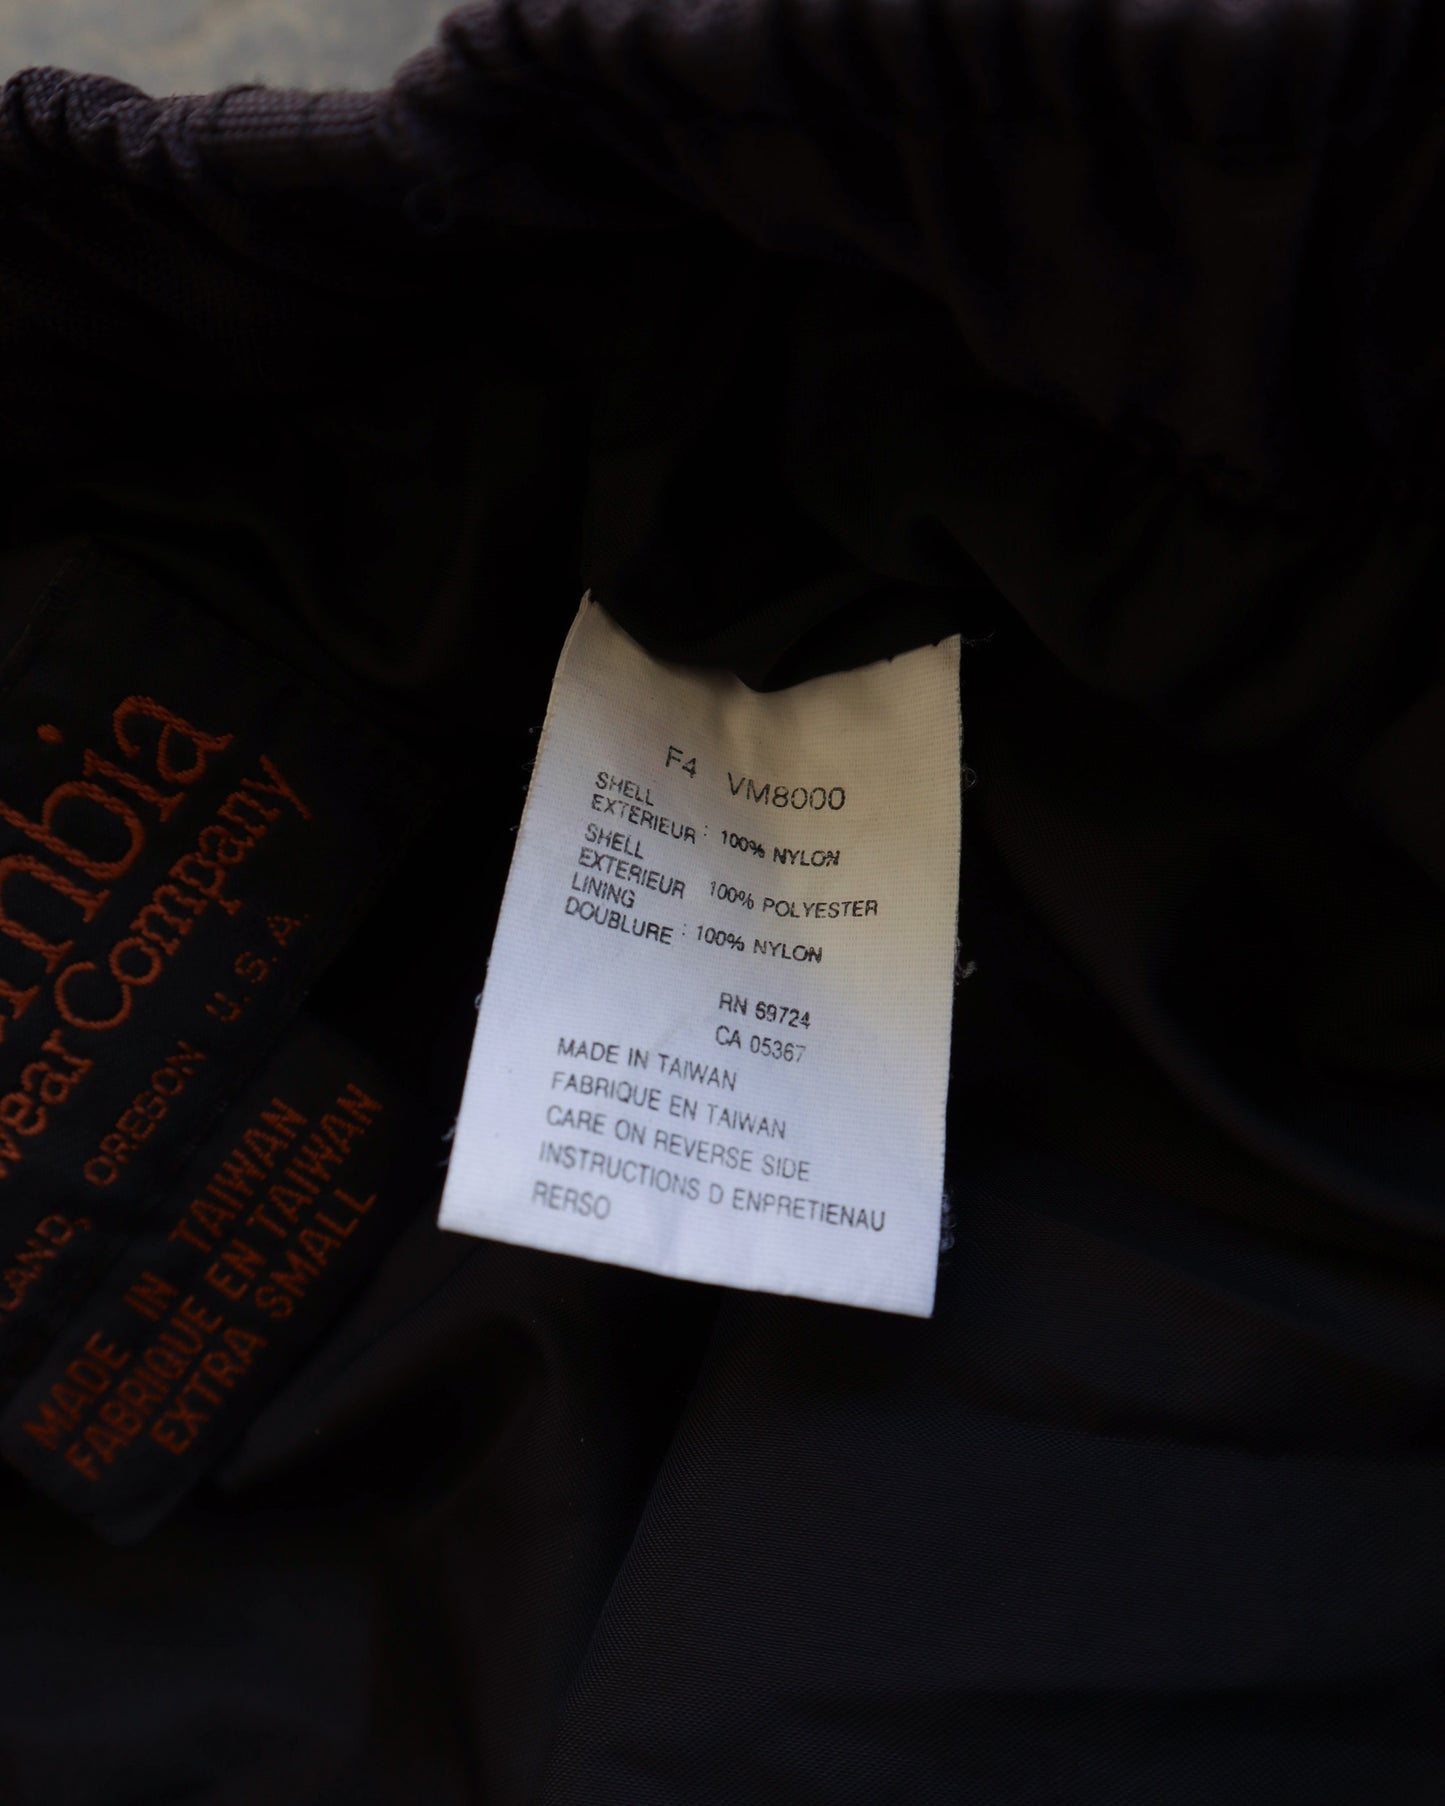 mbia
wear Company
LAND, OREGON U.S.A.
MADE IN TAIWAN
FABRIQUE EN TAIWAN
EXTRA SMALL
F4 VM8000
SHELL
EXTERIEUR : 100% NYLON
SHELL
EXTERIEUR 100% POLYESTER
LINING
DOUBLURE : 100% NYLON
RN 69724
CA 05367
MADE IN TAIWAN
FABRIQUE EN TAIWAN
CARE ON REVERSE SIDE
INSTRUCTIONS D ENPRETIENAU
RERSO